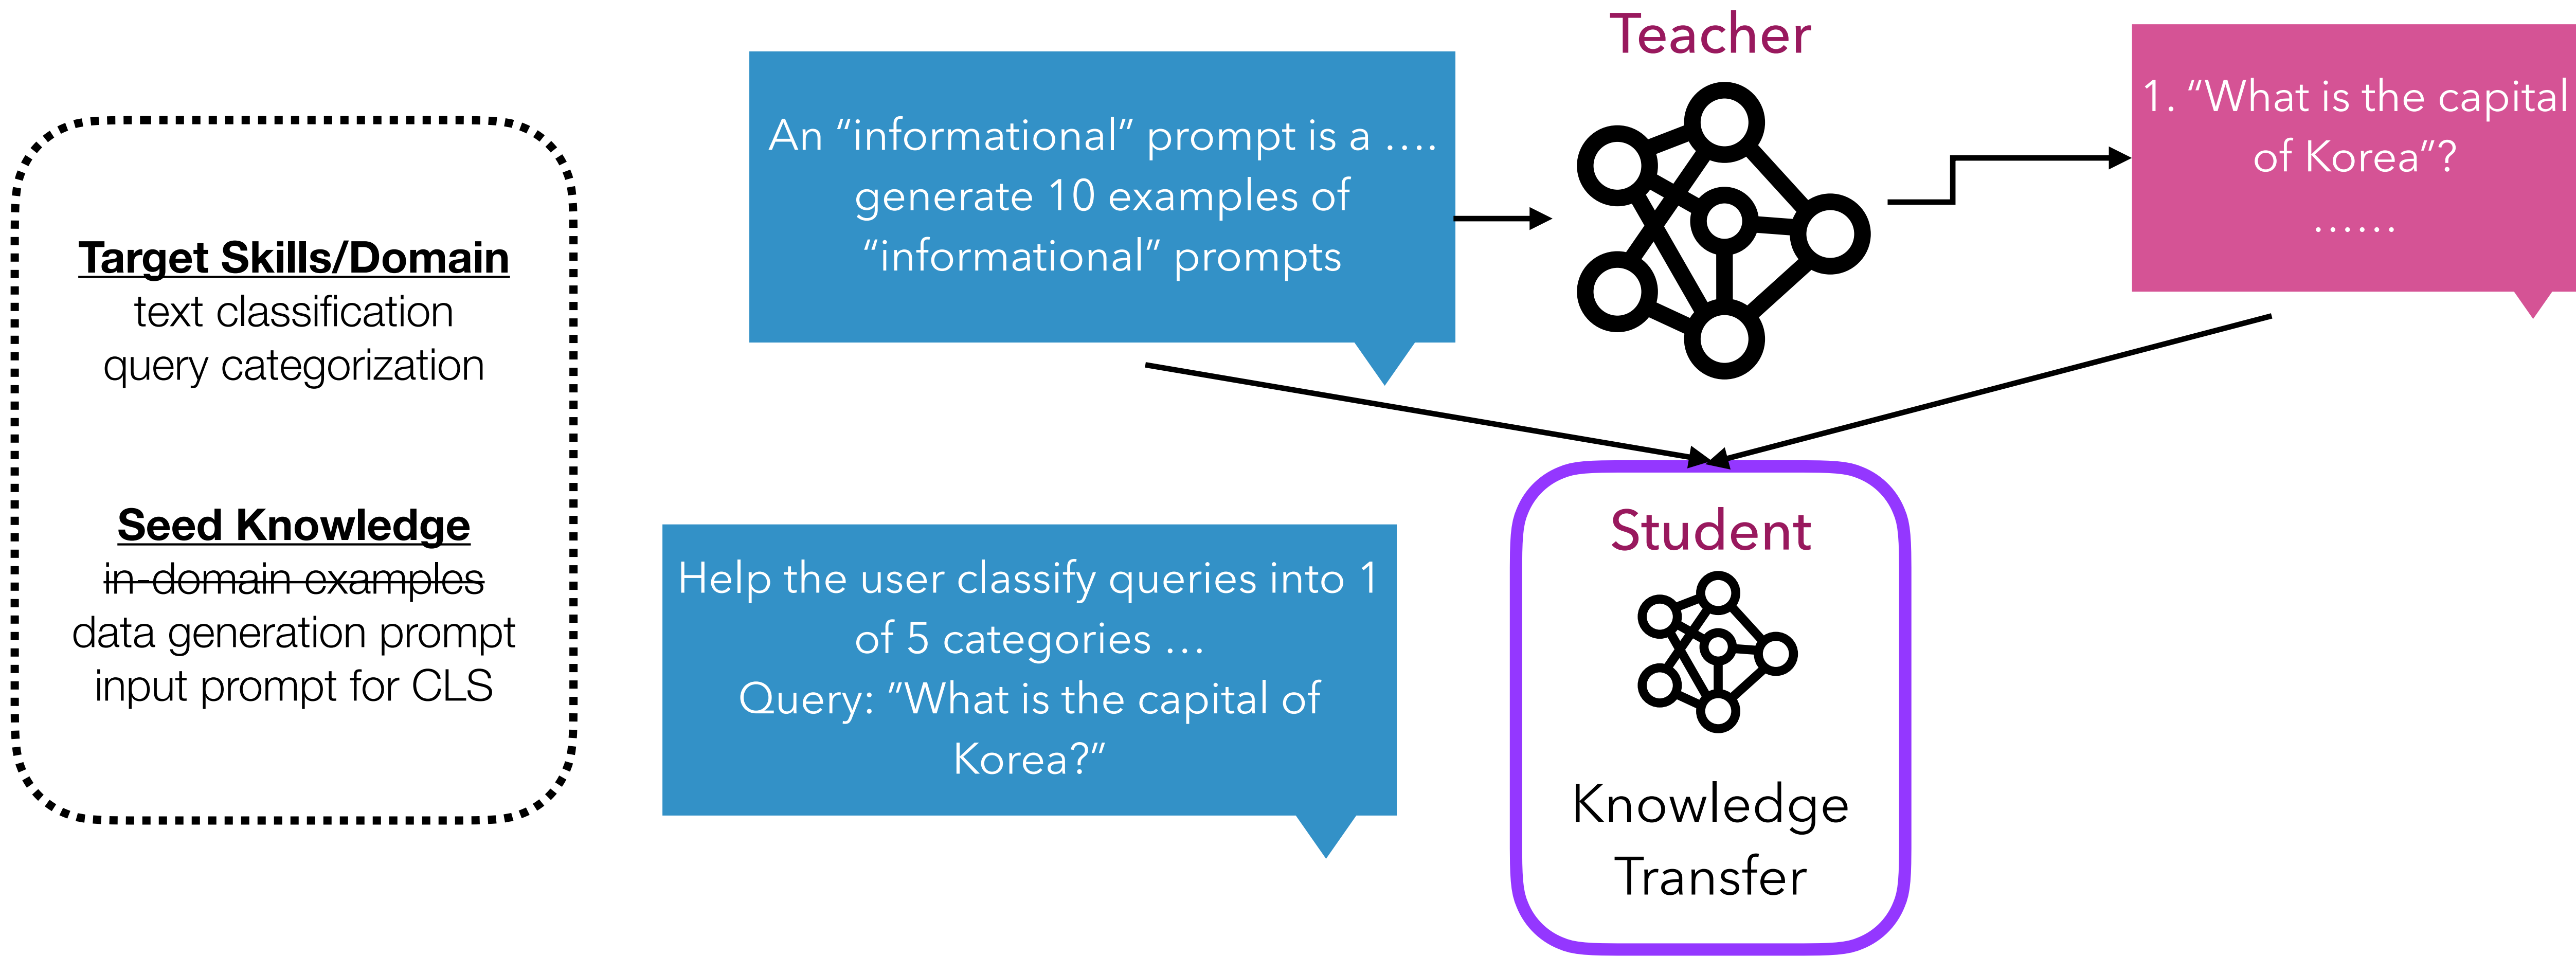 Target Skills/Domain
text classification
query categorization
Seed Knowledge
in-domain examples
data generation prompt
input prompt for CLS
An “informational” prompt is a ....
generate 10 examples of
“informational” prompts
Teacher
1. “What is the capital
of Korea”?
......
Help the user classify queries into 1
of 5 categories ...
Query: “What is the capital of
Korea?”
Student
Knowledge
Transfer